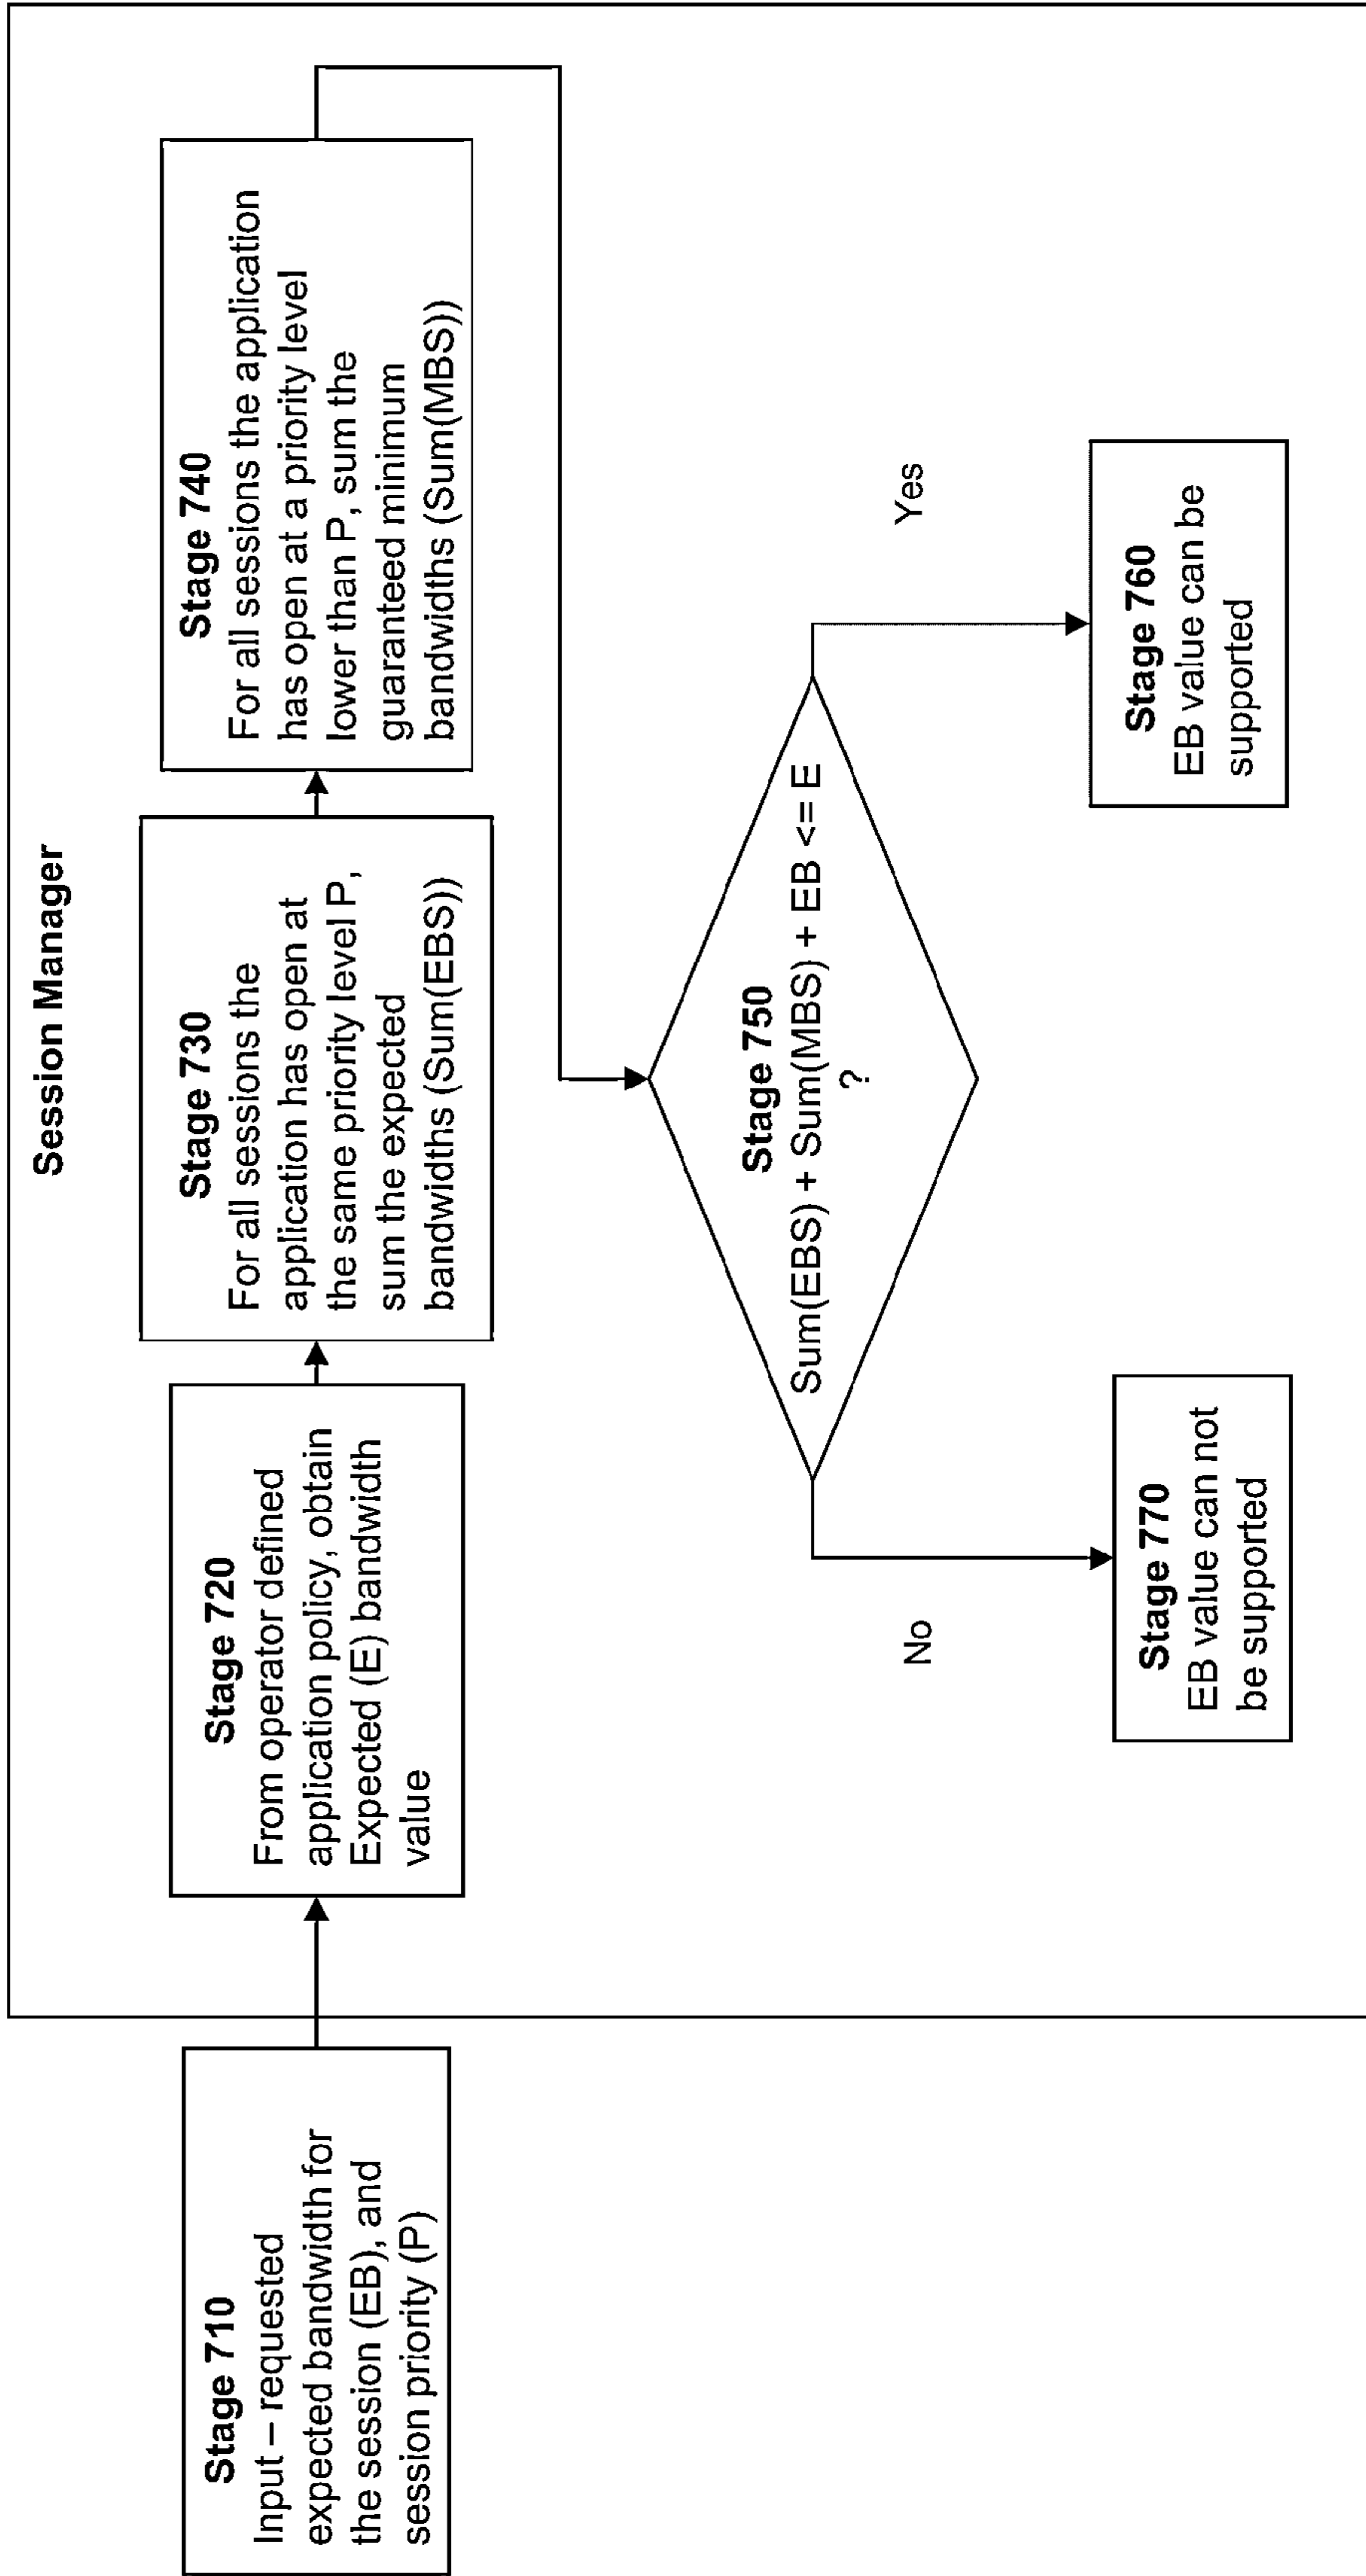 Session Manager
Stage 710
Input – requested
expected bandwidth for
the session (EB), and
session priority (P)
Stage 720
From operator defined
application policy, obtain
Expected (E) bandwidth
value
Stage 730
For all sessions the
application has open at
the same priority level P,
sum the expected
bandwidths (Sum(EBS))
Stage 740
For all sessions the application
has open at a priority level
lower than P, sum the
guaranteed minimum
bandwidths (Sum(MBS))
Stage 750
Sum(EBS) + Sum(MBS) + EB <= E
?
No
Yes
Stage 770
EB value can not
be supported
Stage 760
EB value can be
supported